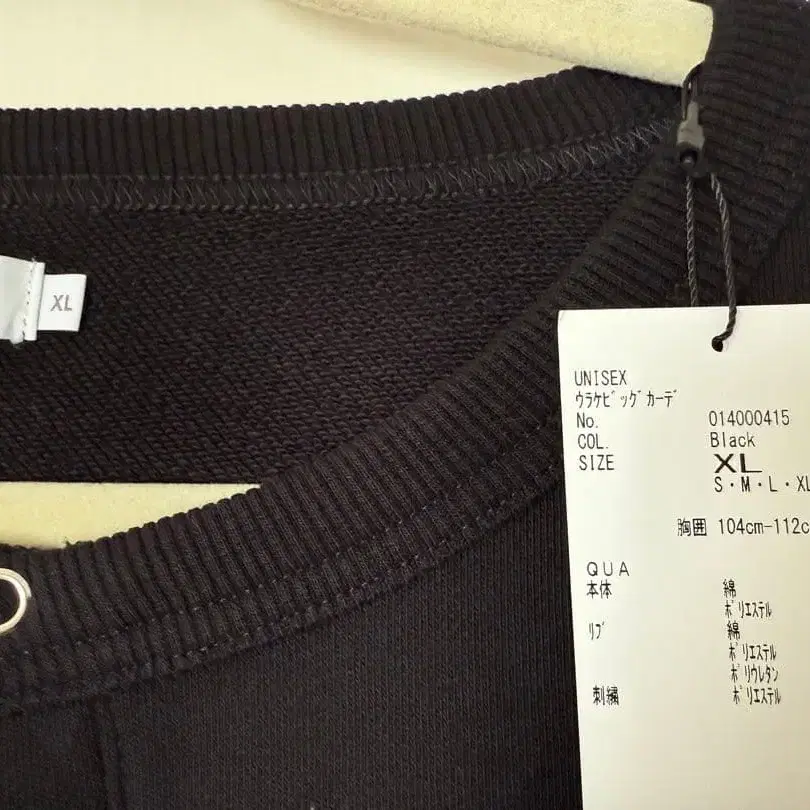 XL
UNISEX
ウラケビッグカーデ
No. 014000415
COL. Black
SIZE XL
S・M・L・XL
胸囲 104cm-112c
QUA
本体 綿
ポリエステル
リブ 綿
ポリエステル
ポリウレタン
刺繍 ポリエステル